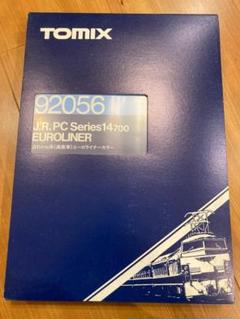 TOMIX
92056
J.R. PC Series14 700
EUROLINER